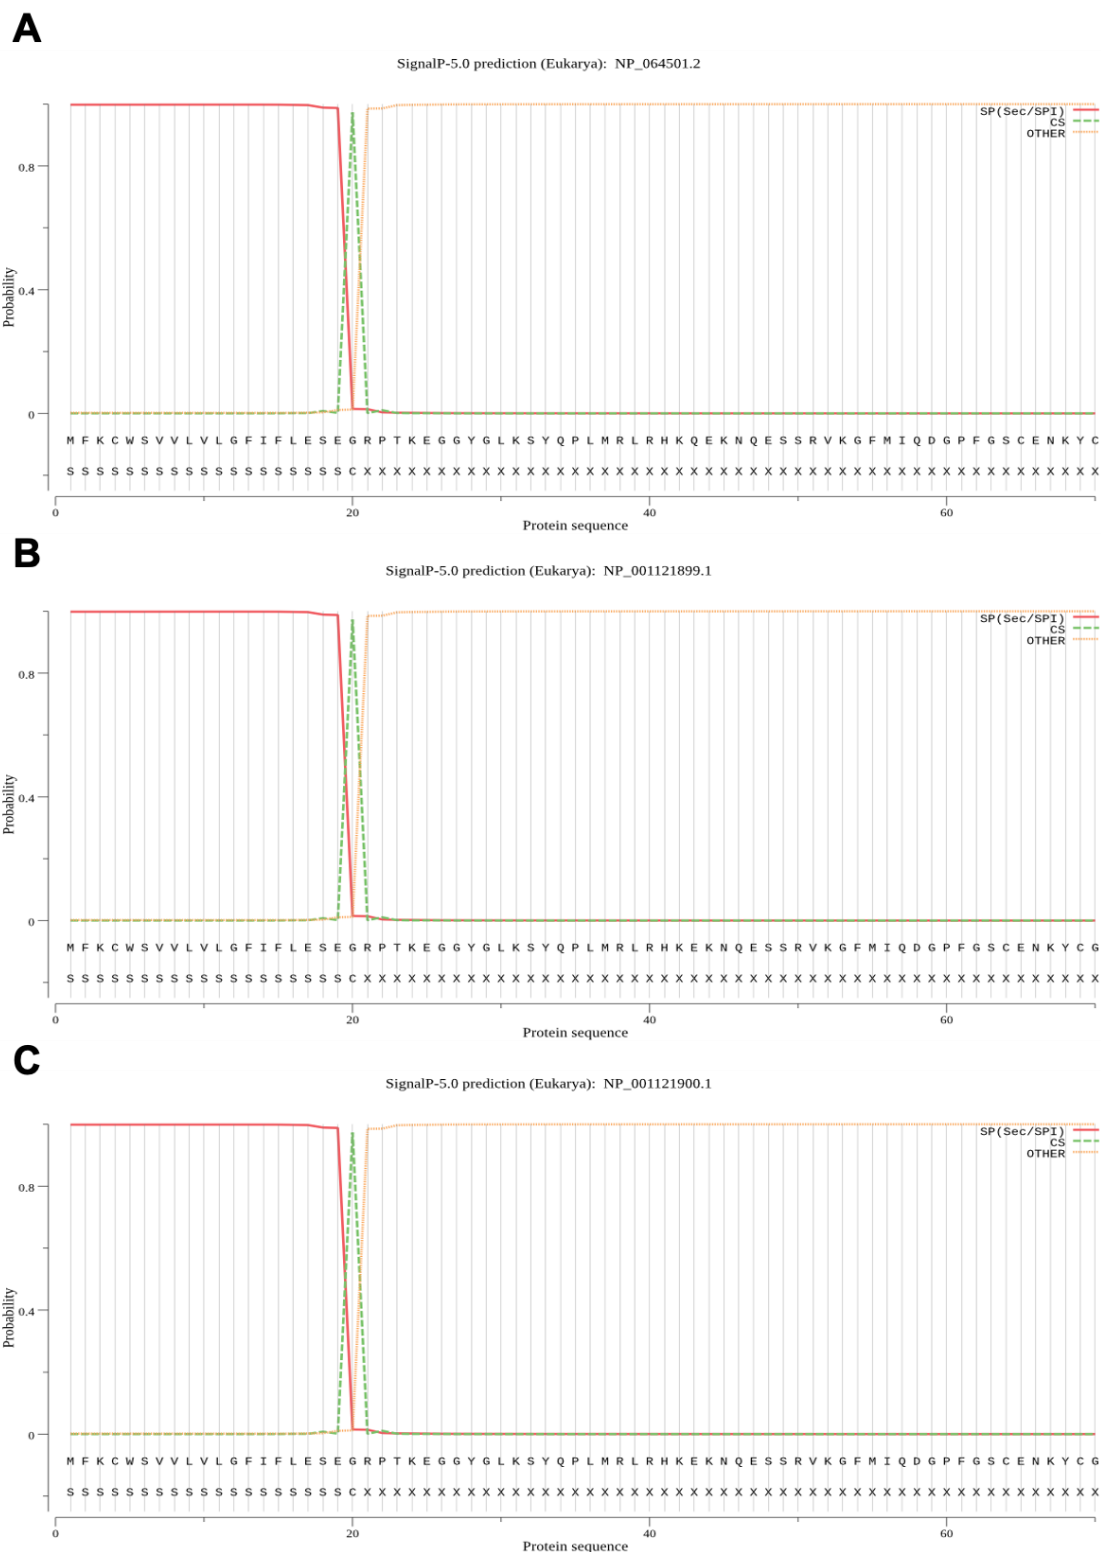 A
SignalP-5.0 prediction (Eukarya): NP_064501.2
SP(Sec/SPI)
CS
OTHER
0.8
0.4
0
Probability
M F K C W S V V L V L G F I F L E S E G R P T K E G G Y G L K S Y Q P L M R L R H K Q E K N Q E S S R V K G F M I Q D G P F G S C E N K Y C
S S S S S S S S S S S S S S S S S S S C X X X X X X X X X X X X X X X X X X X X X X X X X X X X X X X X X X X X X X X X X X X X X X X X X X
0 20 40 60
Protein sequence
B
SignalP-5.0 prediction (Eukarya): NP_001121899.1
SP(Sec/SPI)
CS
OTHER
0.8
0.4
0
Probability
M F K C W S V V L V L G F I F L E S E G R P T K E G G Y G L K S Y Q P L M R L R H K E K N Q E S S R V K G F M I Q D G P F G S C E N K Y C G
S S S S S S S S S S S S S S S S S S S C X X X X X X X X X X X X X X X X X X X X X X X X X X X X X X X X X X X X X X X X X X X X X X X X X X
0 20 40 60
Protein sequence
C
SignalP-5.0 prediction (Eukarya): NP_001121900.1
SP(Sec/SPI)
CS
OTHER
0.8
0.4
0
Probability
M F K C W S V V L V L G F I F L E S E G R P T K E G G Y G L K S Y Q P L M R L R H K E K N Q E S S R V K G F M I Q D G P F G S C E N K Y C G
S S S S S S S S S S S S S S S S S S S C X X X X X X X X X X X X X X X X X X X X X X X X X X X X X X X X X X X X X X X X X X X X X X X X X X
0 20 40 60
Protein sequence